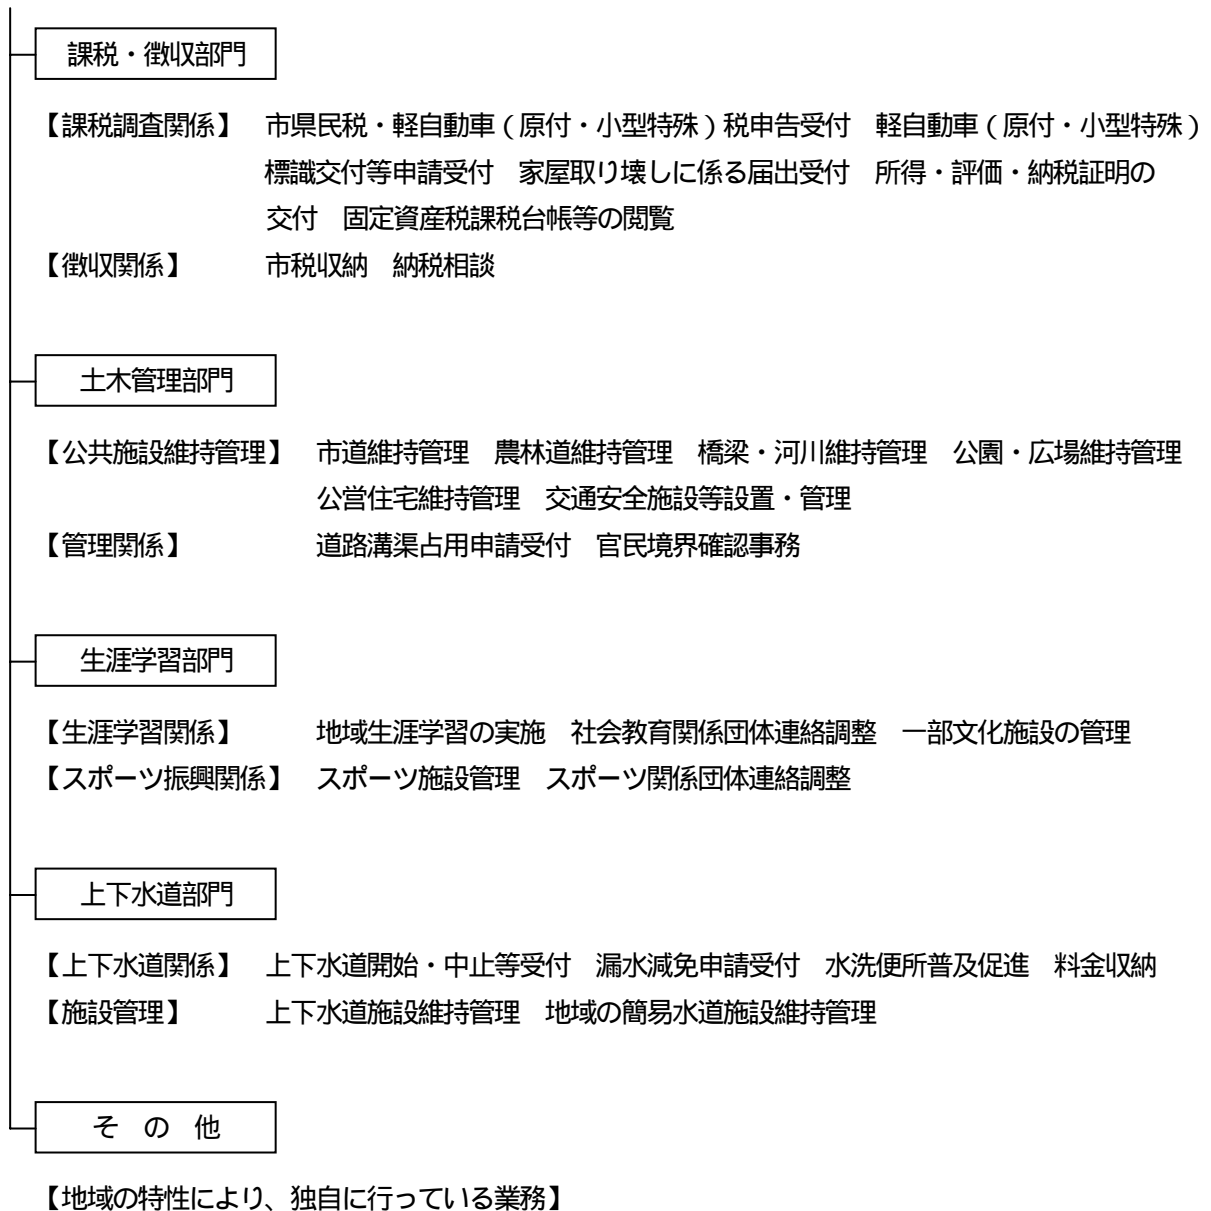 課税・徴収部門
【課税調査関係】　市県民税・軽自動車（原付・小型特殊）税申告受付　軽自動車（原付・小型特殊）
標識交付等申請受付　家屋取り壊しに係る届出受付　所得・評価・納税証明の
交付　固定資産税課税台帳等の閲覧
【徴収関係】　市税収納　納税相談
土木管理部門
【公共施設維持管理】　市道維持管理　農林道維持管理　橋梁・河川維持管理　公園・広場維持管理
公営住宅維持管理　交通安全施設等設置・管理
【管理関係】　道路溝渠占用申請受付　官民境界確認事務
生涯学習部門
【生涯学習関係】　地域生涯学習の実施　社会教育関係団体連絡調整　一部文化施設の管理
【スポーツ振興関係】　スポーツ施設管理　スポーツ関係団体連絡調整
上下水道部門
【上下水道関係】　上下水道開始・中止等受付　漏水減免申請受付　水洗便所普及促進　料金収納
【施設管理】　上下水道施設維持管理　地域の簡易水道施設維持管理
そ　の　他
【地域の特性により、独自に行っている業務】